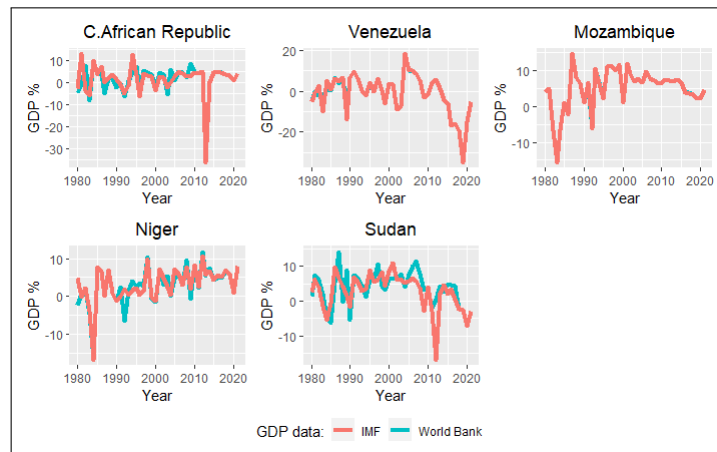 C.African Republic
GDP %
10
0
-10
-20
-30
1980 1990 2000 2010 2020
Year
Venezuela
GDP %
20
0
-20
1980 1990 2000 2010 2020
Year
Mozambique
GDP %
10
0
-10
1980 1990 2000 2010 2020
Year
Niger
GDP %
10
0
-10
1980 1990 2000 2010 2020
Year
Sudan
GDP %
10
0
-10
1980 1990 2000 2010 2020
Year
GDP data: IMF World Bank